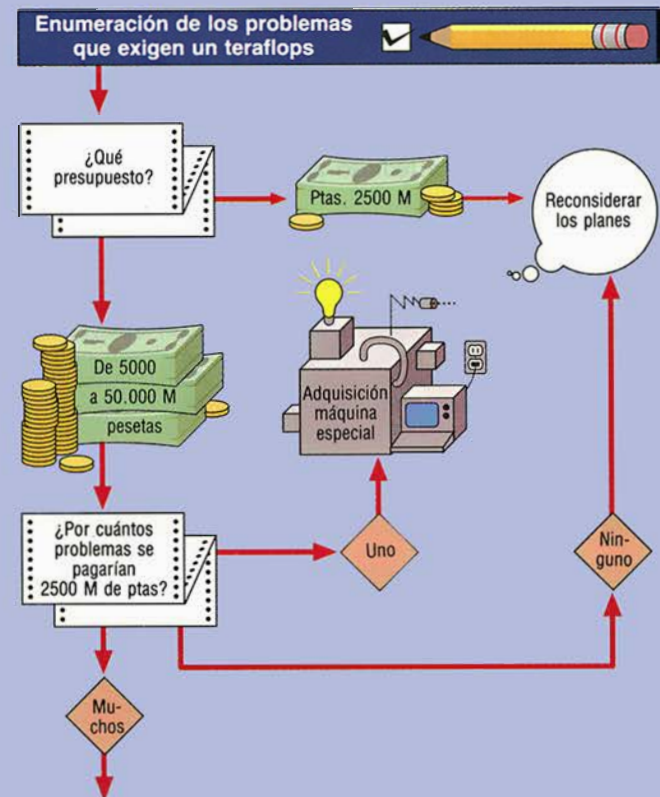 Enumeración de los problemas
que exigen un teraflops
¿Qué
presupuesto?
Ptas. 2500 M
Reconsiderar
los planes
De 5000
a 50.000 M
pesetas
Adquisición
máquina
especial
¿Por cuántos
problemas se
pagarían
2500 M de ptas?
Uno
Nin-
guno
Mu-
chos